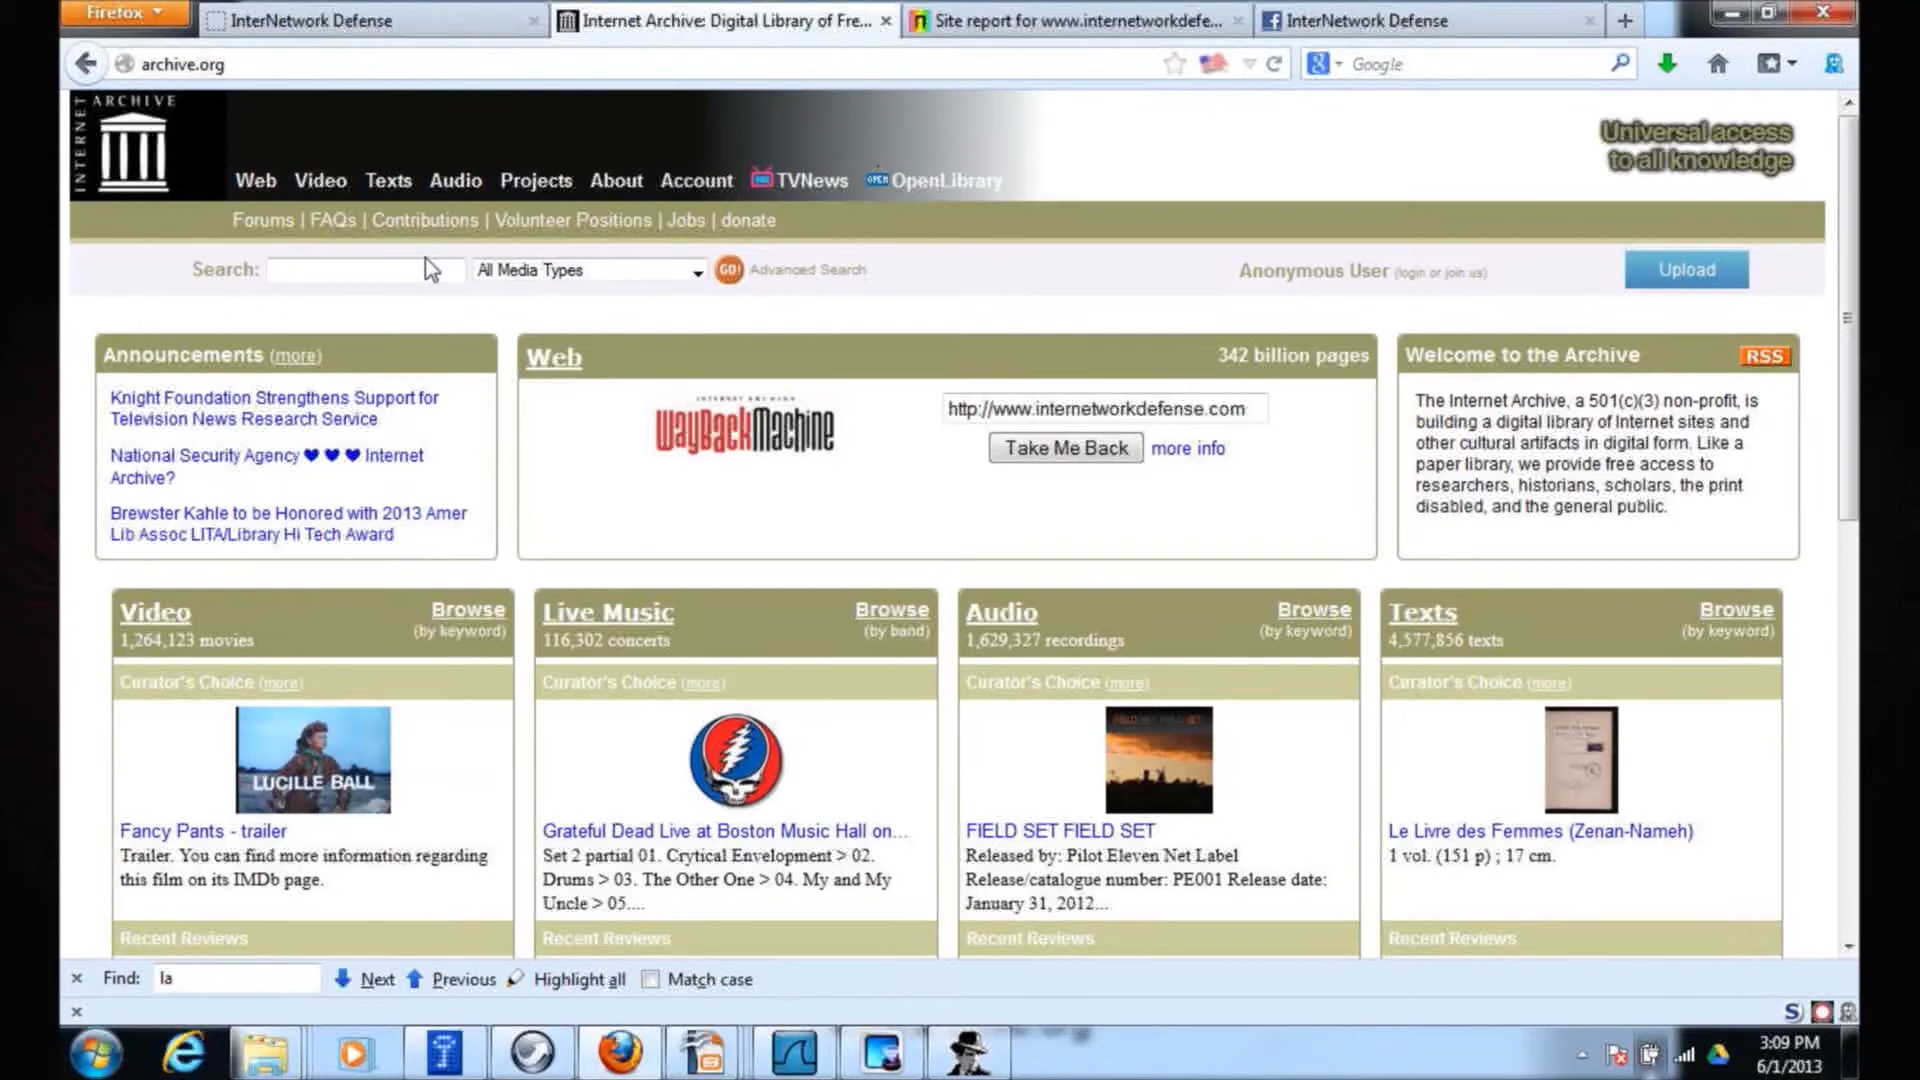 Firefox
InterNetwork Defense
Internet Archive: Digital Library of Fre...
Site report for www.internetworkdefe...
InterNetwork Defense
archive.org
Google
INTERNET ARCHIVE
Universal access
to all knowledge
Web Video Texts Audio Projects About Account TVNews OPEN OpenLibrary
Forums | FAQs | Contributions | Volunteer Positions | Jobs | donate
Search: All Media Types GO! Advanced Search Anonymous User (login or join us) Upload
Announcements (more)
Knight Foundation Strengthens Support for
Television News Research Service
National Security Agency ♥ ♥ ♥ Internet
Archive?
Brewster Kahle to be Honored with 2013 Amer
Lib Assoc LITA/Library Hi Tech Award
Web 342 billion pages
INTERNET ARCHIVE
WayBackMachine
http://www.internetworkdefense.com
Take Me Back more info
Welcome to the Archive RSS
The Internet Archive, a 501(c)(3) non-profit, is
building a digital library of Internet sites and
other cultural artifacts in digital form. Like a
paper library, we provide free access to
researchers, historians, scholars, the print
disabled, and the general public.
Video Browse
1,264,123 movies (by keyword)
Curator's Choice (more)
LUCILLE BALL
Fancy Pants - trailer
Trailer. You can find more information regarding
this film on its IMDb page.
Recent Reviews
Live Music Browse
116,302 concerts (by band)
Curator's Choice (more)
Grateful Dead Live at Boston Music Hall on...
Set 2 partial 01. Crytical Envelopment > 02.
Drums > 03. The Other One > 04. My and My
Uncle > 05....
Recent Reviews
Audio Browse
1,629,327 recordings (by keyword)
Curator's Choice (more)
FIELD SET FIELD SET
FIELD SET FIELD SET
Released by: Pilot Eleven Net Label
Release/catalogue number: PE001 Release date:
January 31, 2012...
Recent Reviews
Texts Browse
4,577,856 texts (by keyword)
Curator's Choice (more)
Le Livre des Femmes (Zenan-Nameh)
1 vol. (151 p) ; 17 cm.
Recent Reviews
Find: la Next Previous Highlight all Match case
3:09 PM
6/1/2013